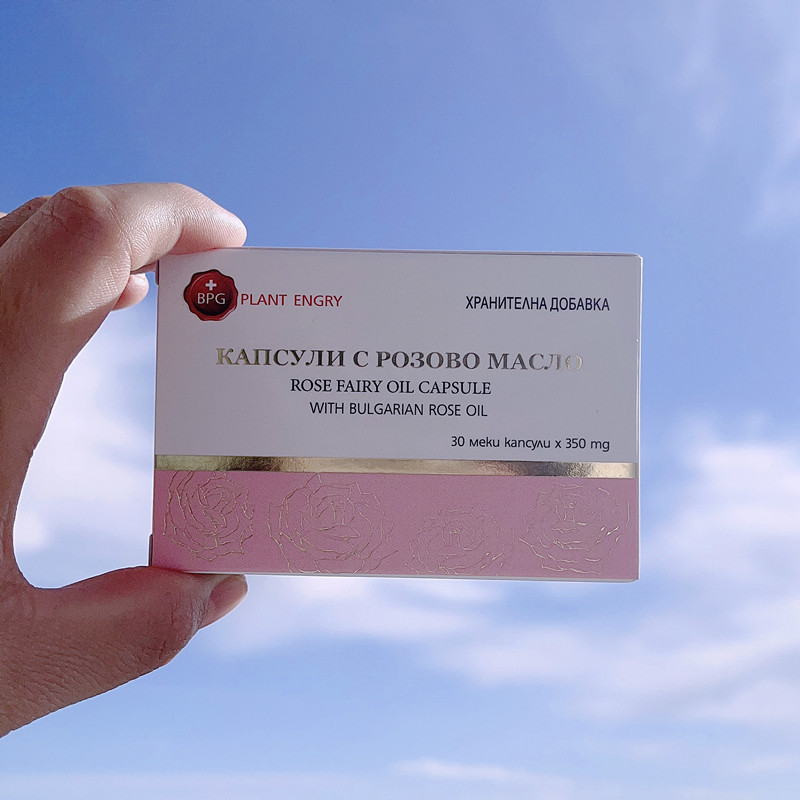 BPG PLANT ENGRY
ХРАНИТЕЛНА ДОБАВКА
КАПСУЛИ С РОЗОВО МАСЛО
ROSE FAIRY OIL CAPSULE
WITH BULGARIAN ROSE OIL
30 меки капсули x 350 mg